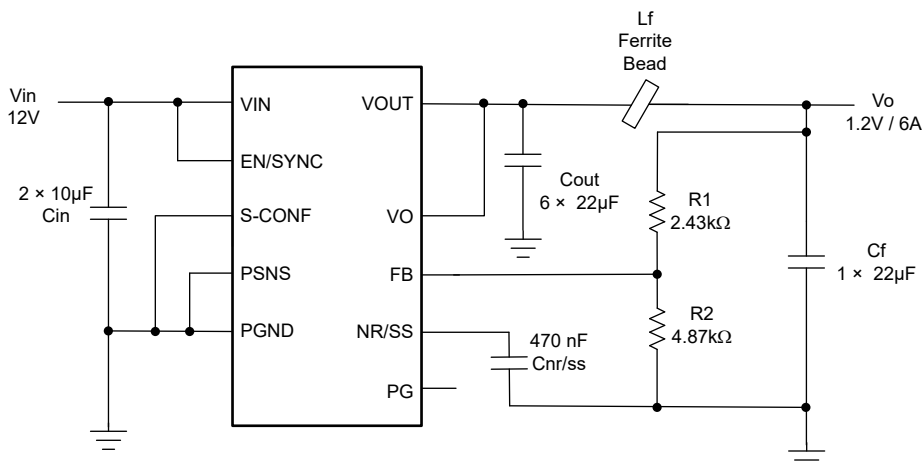 Lf
Ferrite
Bead
Vin
12V
VIN
VOUT
Vo
1.2V / 6A
EN/SYNC
Cout
6 × 22µF
2 × 10µF
Cin
S-CONF
VO
R1
2.43kΩ
PSNS
FB
Cf
1 × 22µF
PGND
NR/SS
470 nF
Cnr/ss
R2
4.87kΩ
PG